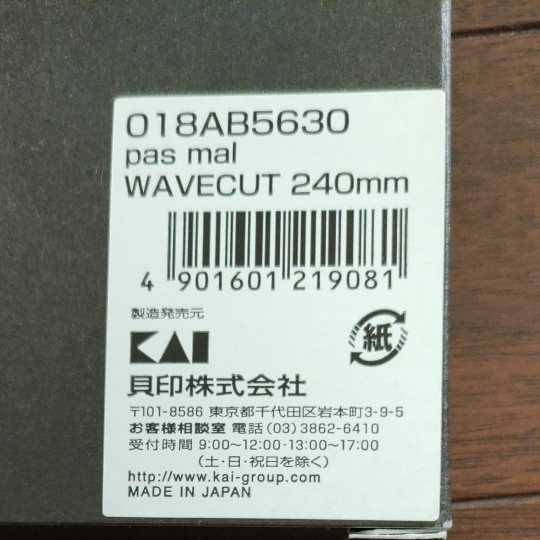 018AB5630
pas mal
WAVECUT 240mm
4 901601 219081
製造発売元
KAI
紙
貝印株式会社
〒101-8586 東京都千代田区岩本町3-9-5
お客様相談室 電話(03)3862-6410
受付時間 9:00~12:00・13:00~17:00
(土・日・祝日を除く)
http://www.kai-group.com/
MADE IN JAPAN